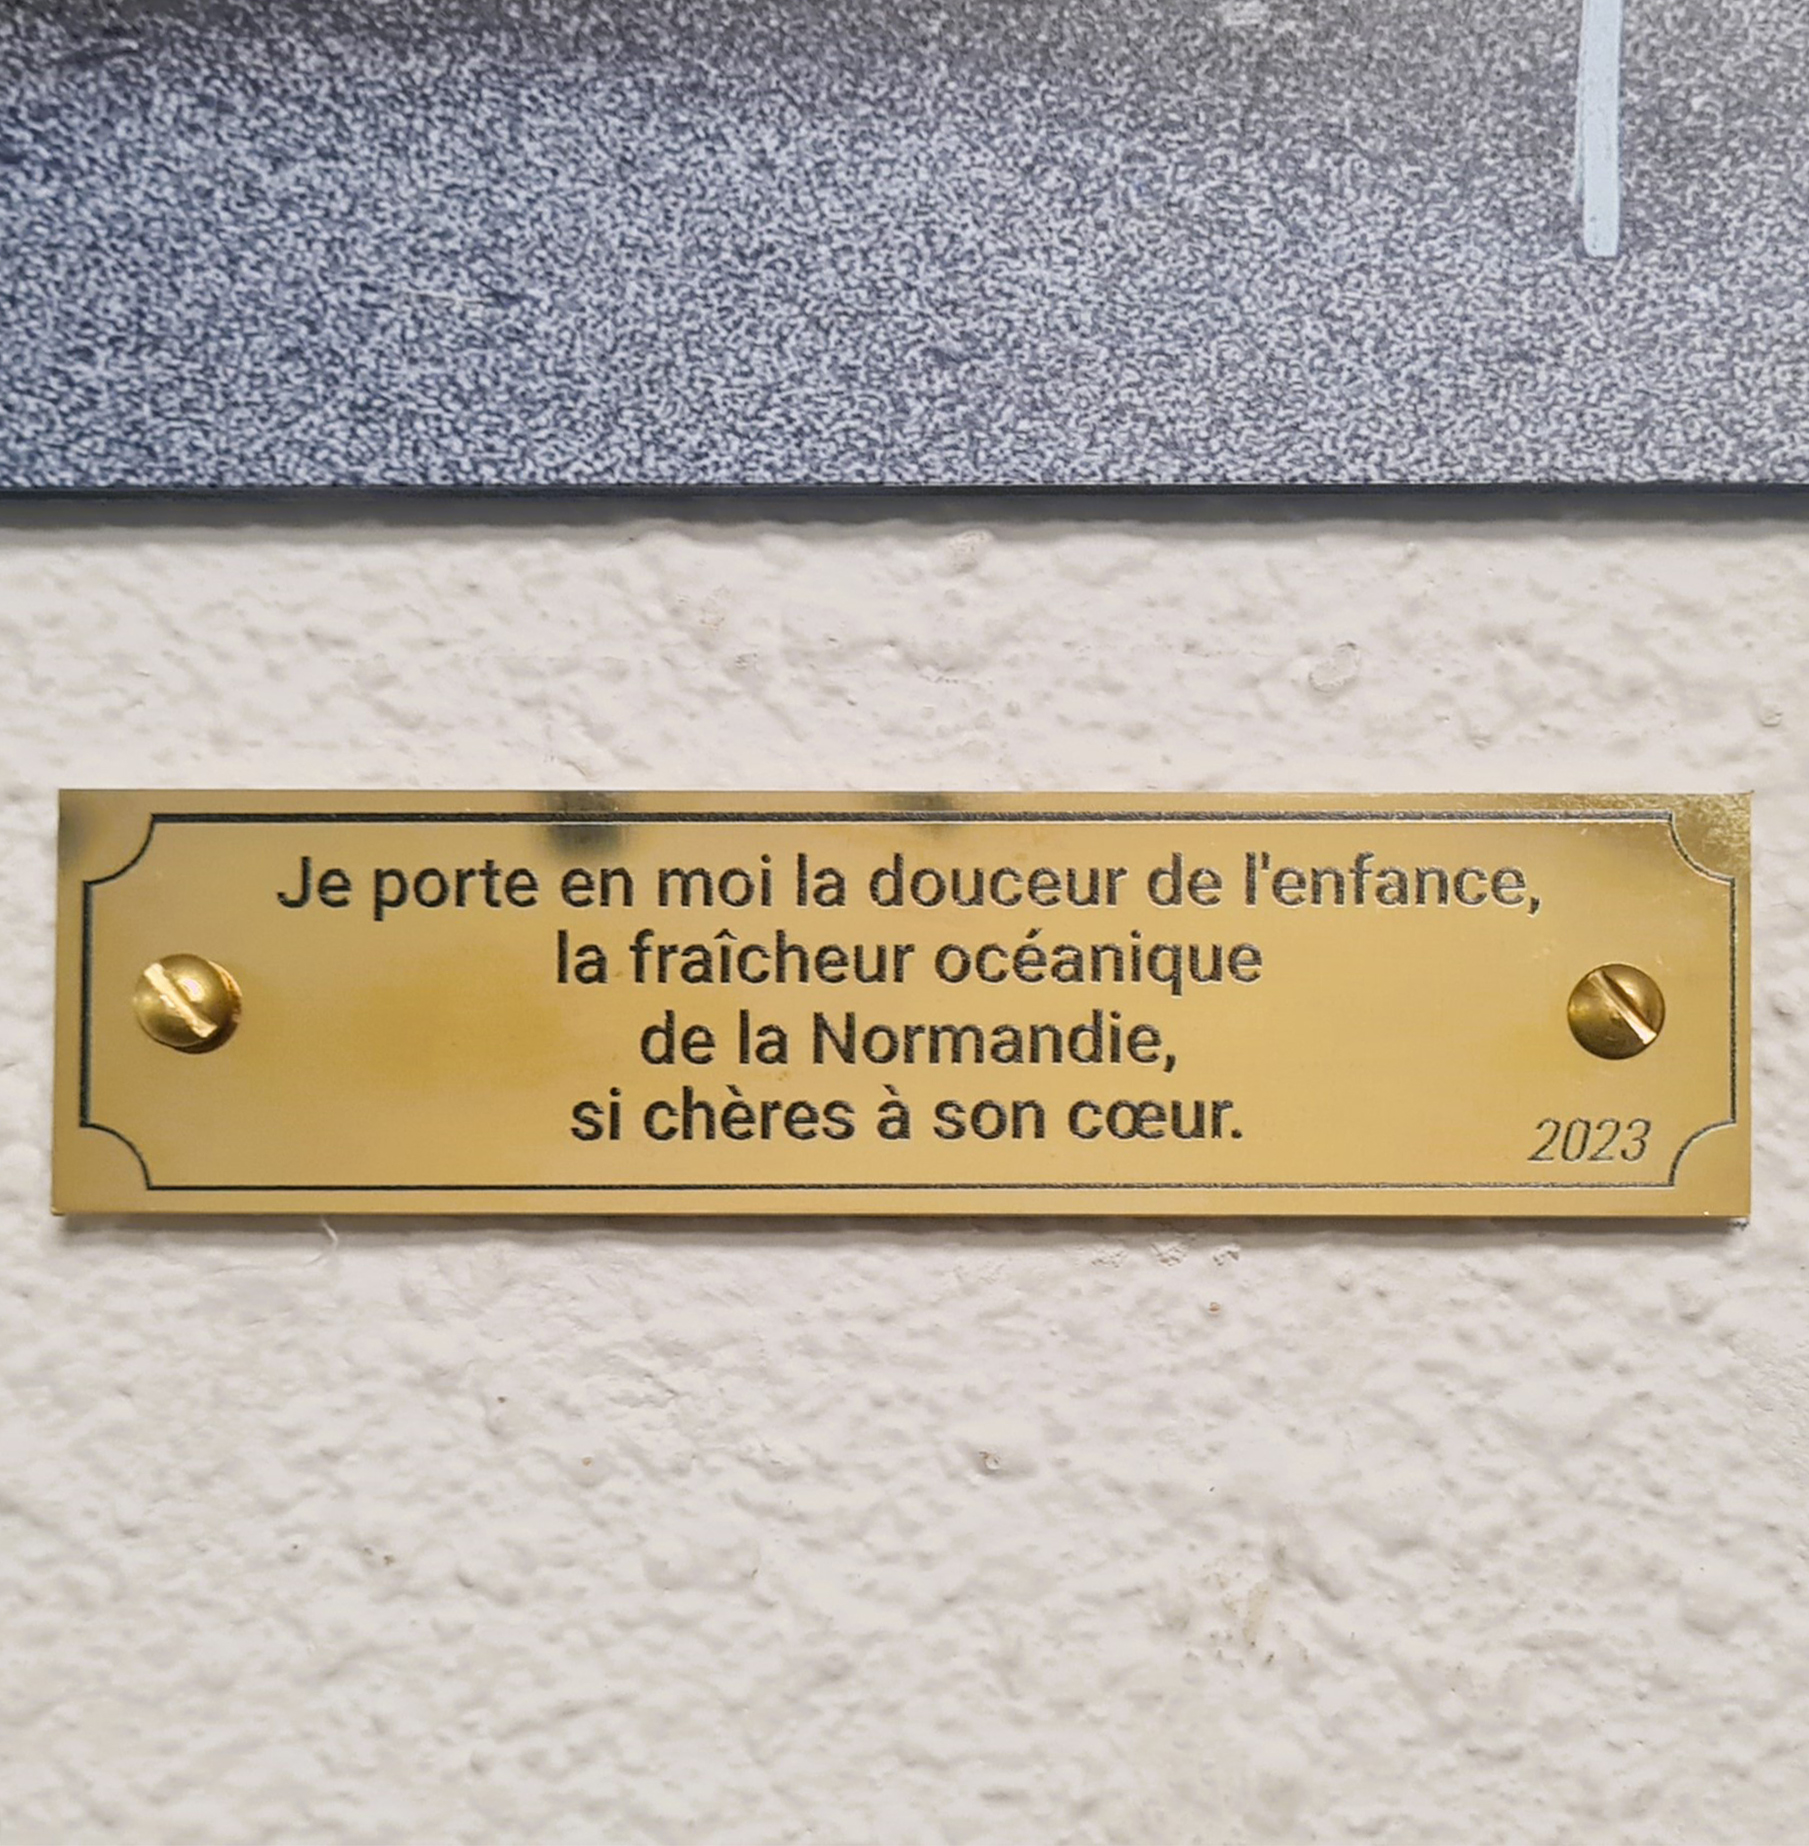 Je porte en moi la douceur de l'enfance,
la fraîcheur océanique
de la Normandie,
si chères à son cœur.
2023